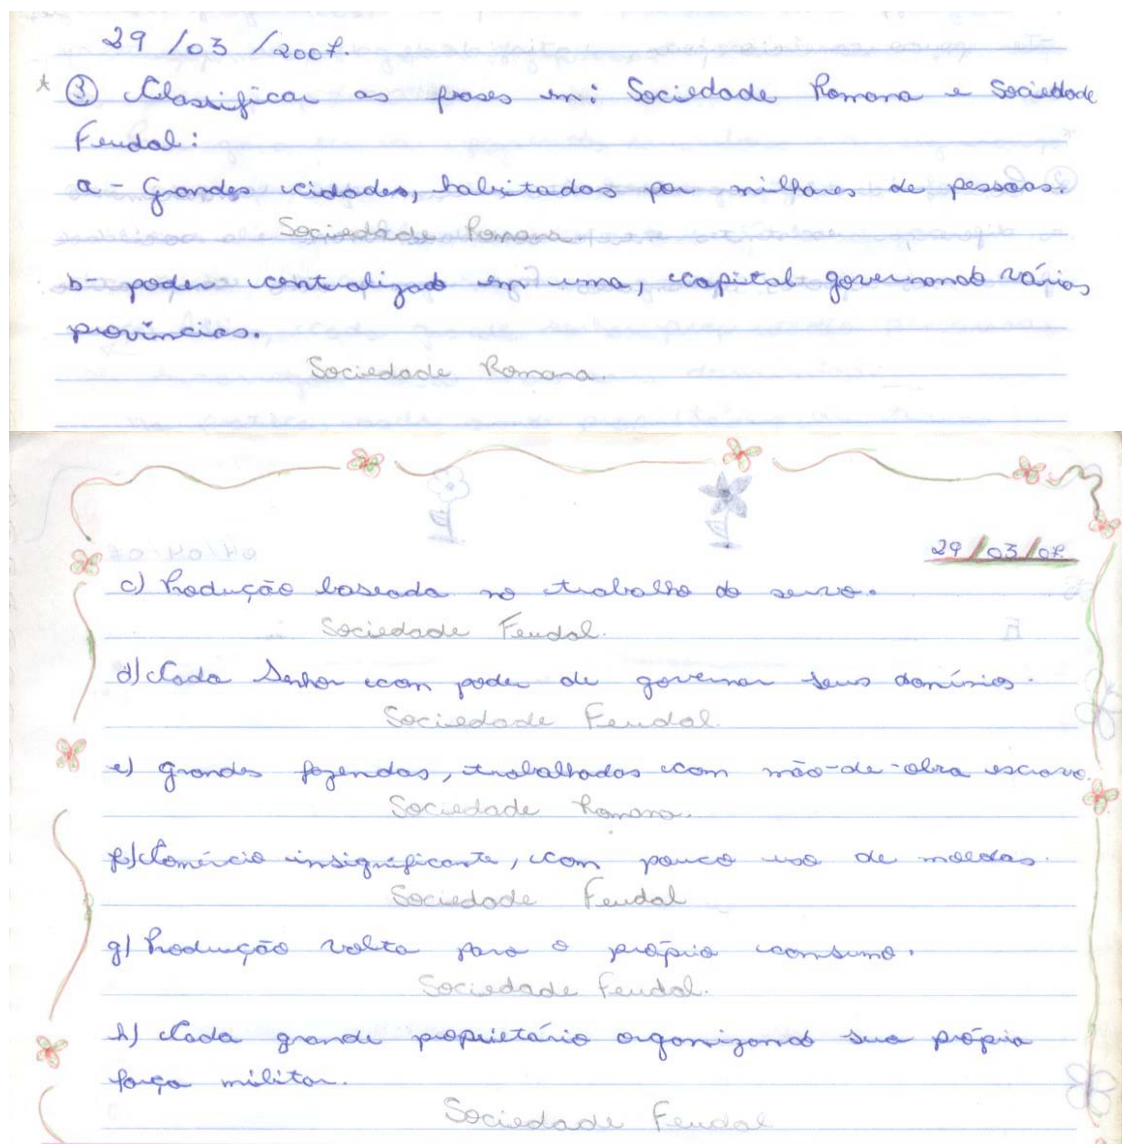 29/03/2007.
* ③ Classificar as frases em: Sociedade Romana e Sociedade
Feudal:
a - Grandes cidades, habitadas por milhares de pessoas.
Sociedade Romana.
b- poder centralizado em uma, capital governando várias
províncias.
Sociedade Romana.
29/03/07
c) Produção baseada no trabalho do servo.
Sociedade Feudal.
d) Cada Senhor com poder de governar seus domínios.
Sociedade Feudal.
e) grandes fazendas, trabalhadas com mão-de-obra escrava.
Sociedade Romana.
f) Comércio insignificante, com pouco uso de moedas.
Sociedade Feudal
g) Produção volta para o próprio consumo.
Sociedade Feudal.
h) Cada grande proprietário organizando sua própria
força militar.
Sociedade Feudal